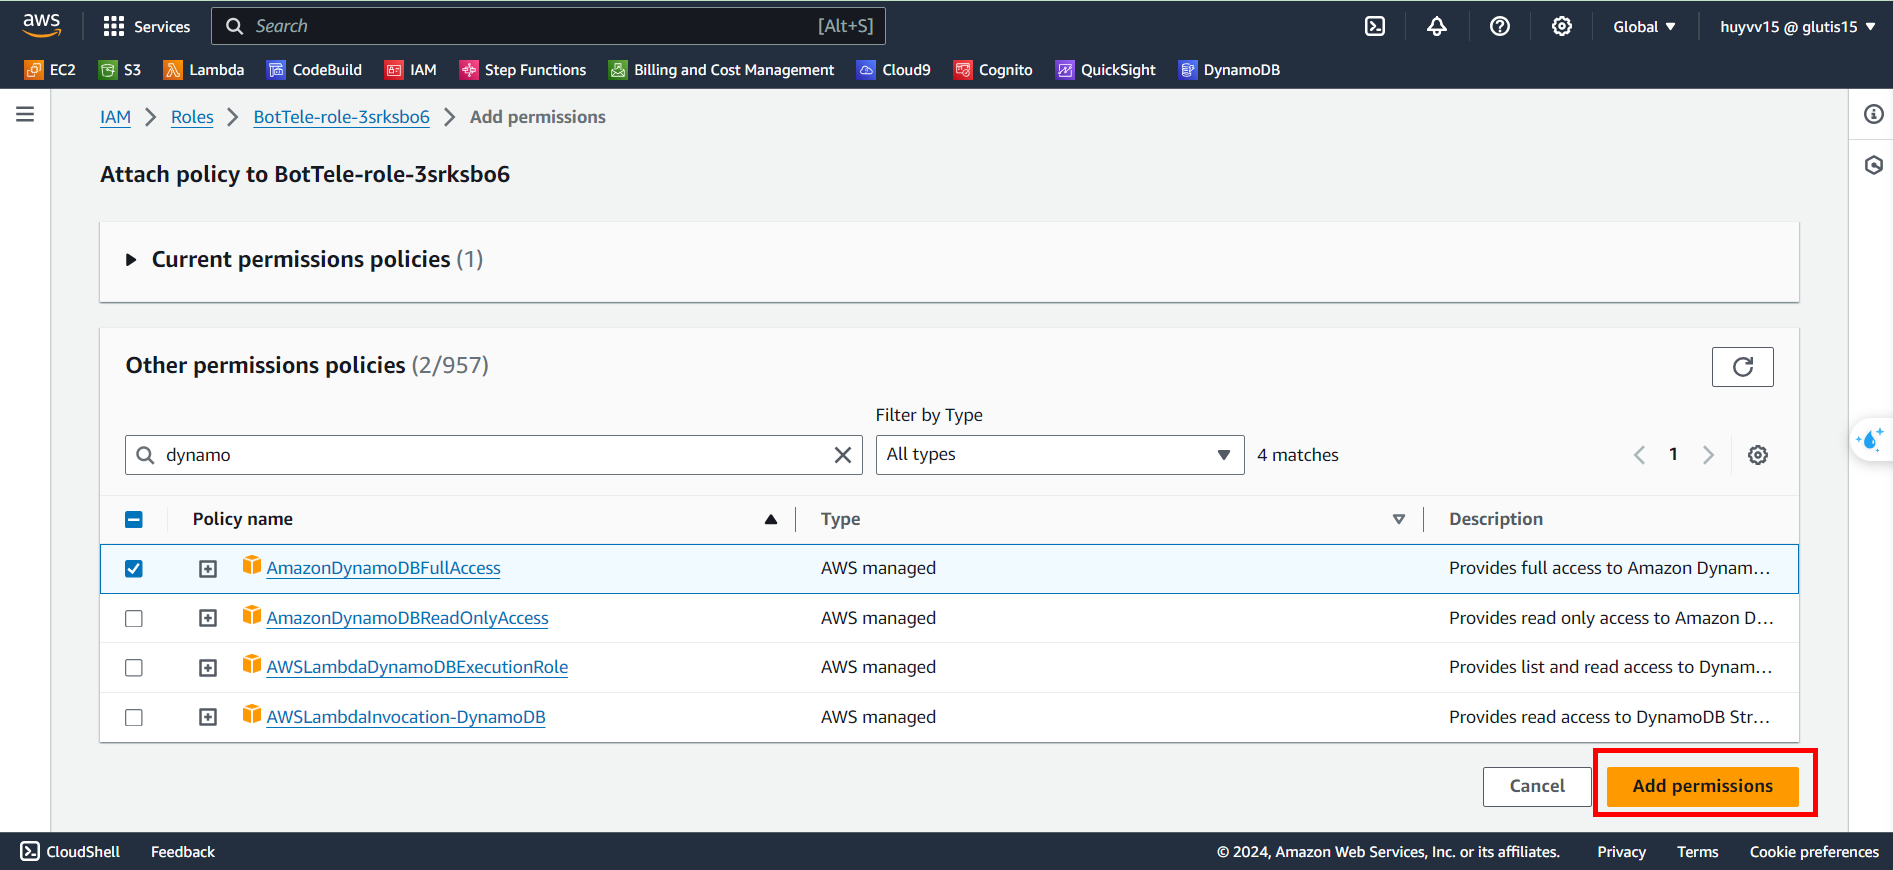 aws Services Search [Alt+S] Global huyvv15 @ glutis15
EC2 S3 Lambda CodeBuild IAM Step Functions Billing and Cost Management Cloud9 Cognito QuickSight DynamoDB
IAM Roles BotTele-role-3srksbo6 Add permissions
Attach policy to BotTele-role-3srksbo6
Current permissions policies (1)
Other permissions policies (2/957)
Filter by Type
dynamo All types 4 matches 1
Policy name Type Description
AmazonDynamoDBFullAccess AWS managed Provides full access to Amazon Dynam...
AmazonDynamoDBReadOnlyAccess AWS managed Provides read only access to Amazon D...
AWSLambdaDynamoDBExecutionRole AWS managed Provides list and read access to Dynam...
AWSLambdaInvocation-DynamoDB AWS managed Provides read access to DynamoDB Str...
Cancel Add permissions
CloudShell Feedback © 2024, Amazon Web Services, Inc. or its affiliates. Privacy Terms Cookie preferences